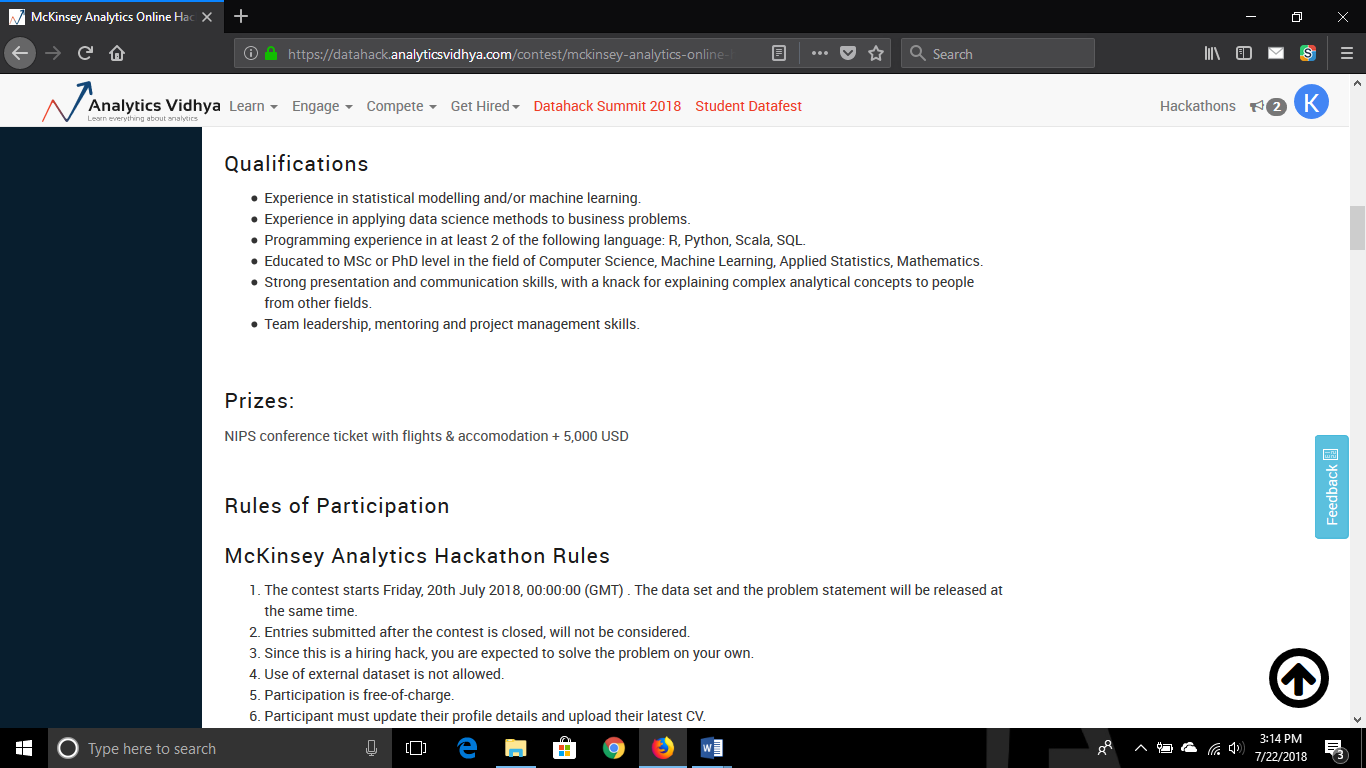 McKinsey Analytics Online Hac
https://datahack.analyticsvidhya.com/contest/mckinsey-analytics-online-
Search
Analytics Vidhya
Learn everything about analytics
Learn
Engage
Compete
Get Hired
Datahack Summit 2018
Student Datafest
Hackathons
2
K
Qualifications
• Experience in statistical modelling and/or machine learning.
• Experience in applying data science methods to business problems.
• Programming experience in at least 2 of the following language: R, Python, Scala, SQL.
• Educated to MSc or PhD level in the field of Computer Science, Machine Learning, Applied Statistics, Mathematics.
• Strong presentation and communication skills, with a knack for explaining complex analytical concepts to people
from other fields.
• Team leadership, mentoring and project management skills.
Prizes:
NIPS conference ticket with flights & accomodation + 5,000 USD
Feedback
Rules of Participation
McKinsey Analytics Hackathon Rules
1. The contest starts Friday, 20th July 2018, 00:00:00 (GMT) . The data set and the problem statement will be released at
the same time.
2. Entries submitted after the contest is closed, will not be considered.
3. Since this is a hiring hack, you are expected to solve the problem on your own.
4. Use of external dataset is not allowed.
5. Participation is free-of-charge.
6. Participant must update their profile details and upload their latest CV.
Type here to search
3:14 PM
7/22/2018
3